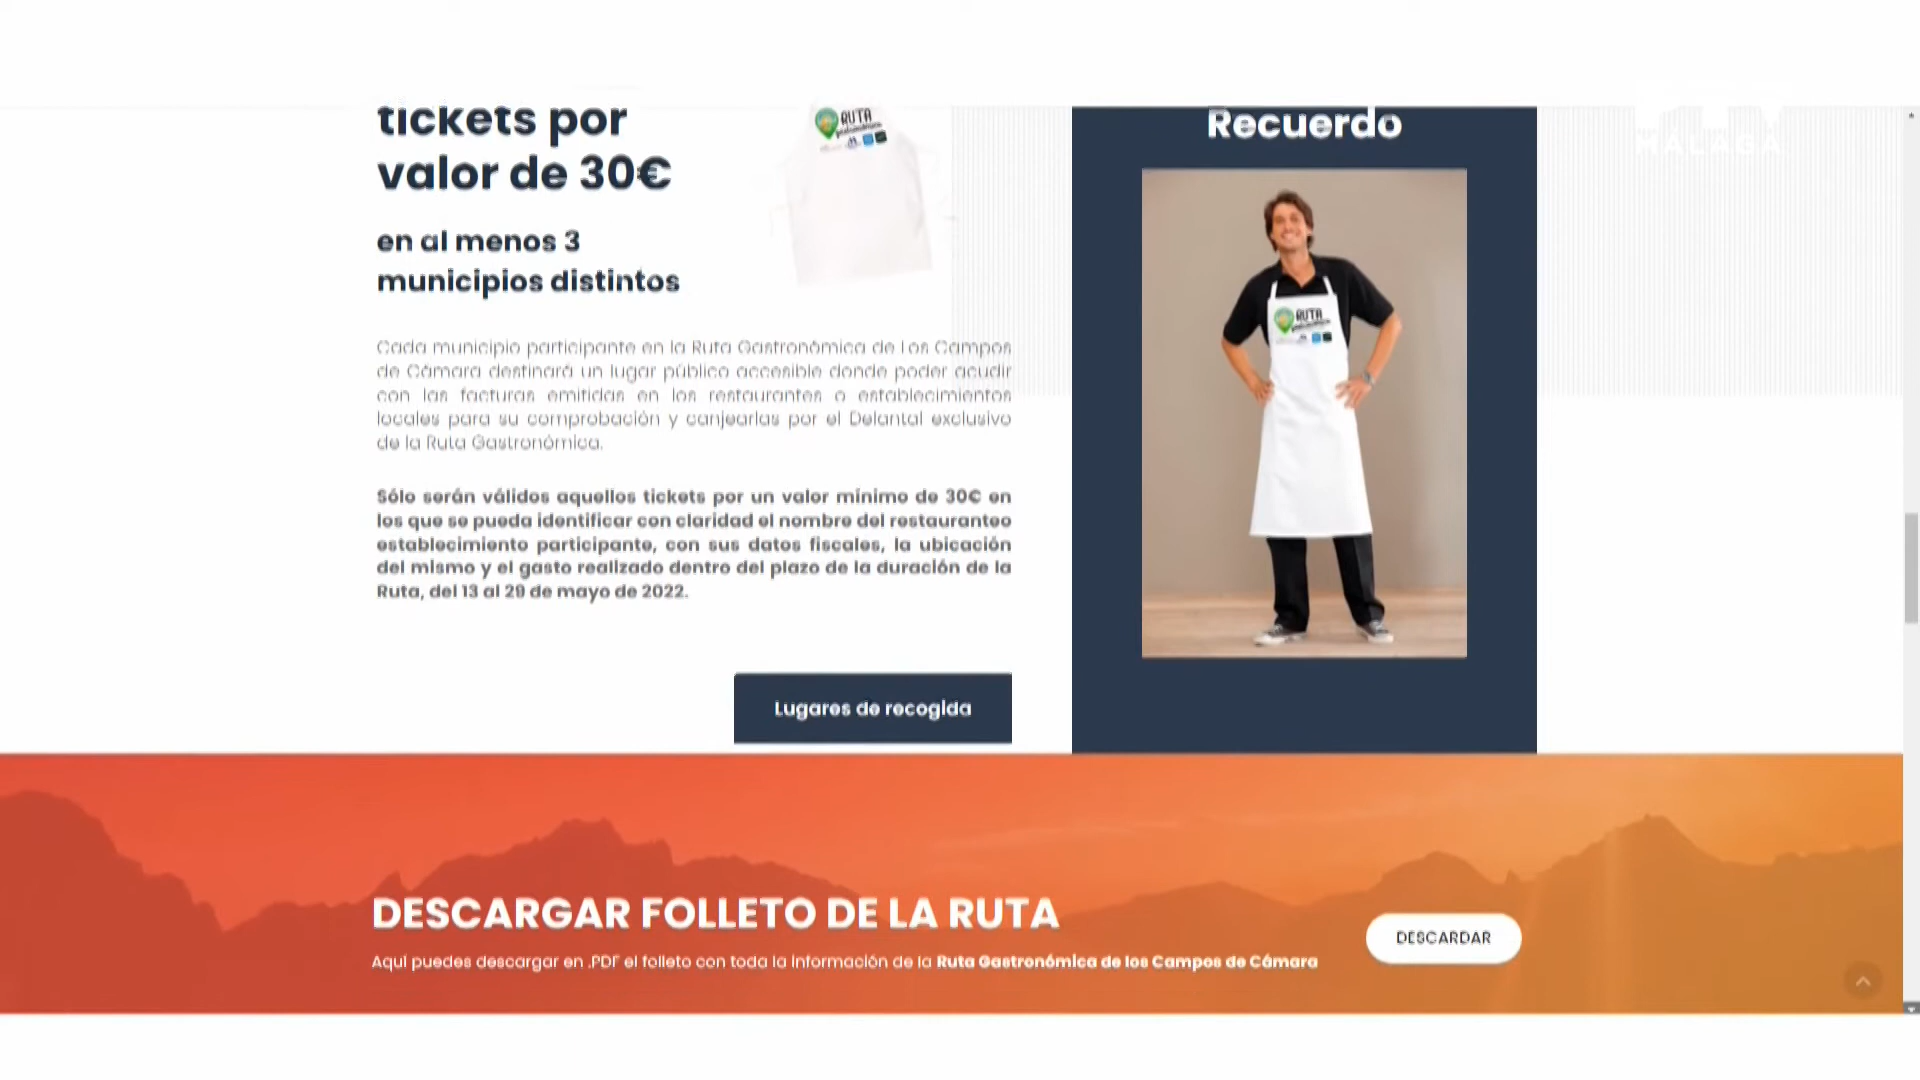 tickets por
valor de 30€
en al menos 3
municipios distintos
Cada municipio participante en la Ruta Gastronómica de los Campos
de Cámara destinará un lugar público accesible donde poder acudir
con las facturas emitidas en los restaurantes o establecimientos
locales para su comprobación y canjearlas por el Delantal exclusivo
de la Ruta Gastronómica.
Sólo serán válidos aquellos tickets por un valor mínimo de 30€ en
los que se pueda identificar con claridad el nombre del restauranteo
establecimiento participante, con sus datos fiscales, la ubicación
del mismo y el gasto realizado dentro del plazo de la duración de la
Ruta, del 13 al 29 de mayo de 2022.
Lugares de recogida
RUTA
Recuerdo
RUTA
MÁLAGA
DESCARGAR FOLLETO DE LA RUTA
Aquí puedes descargar en .PDF el folleto con toda la información de la Ruta Gastronómica de los Campos de Cámara
DESCARDAR